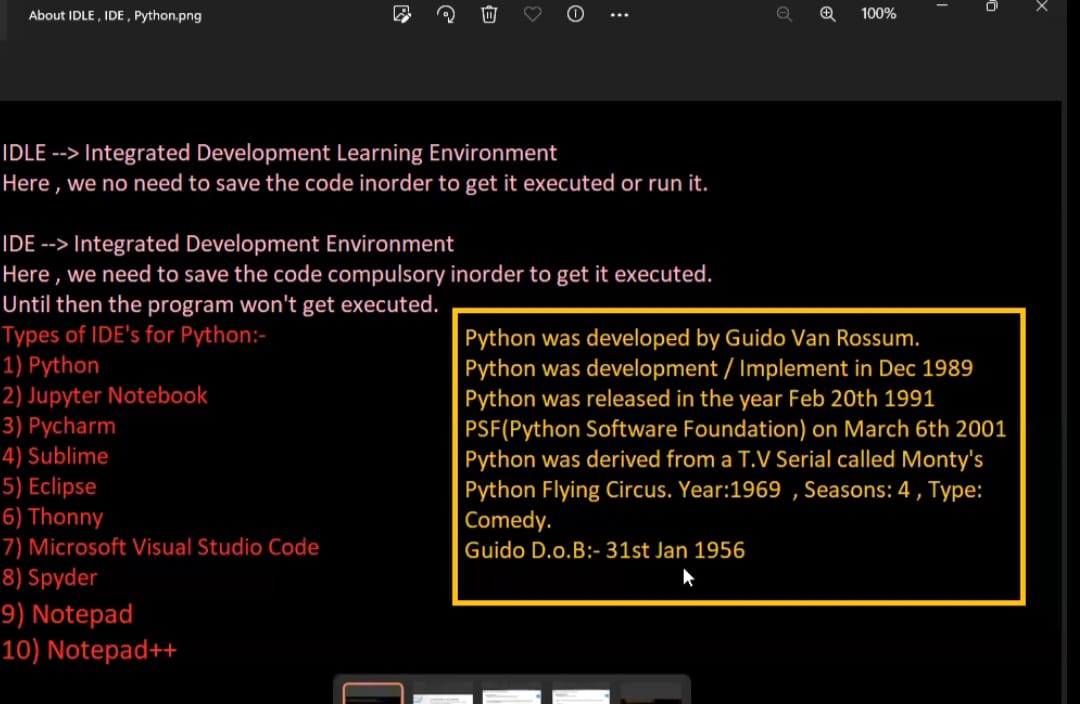 About IDLE , IDE , Python.png
100%
IDLE --> Integrated Development Learning Environment
Here , we no need to save the code inorder to get it executed or run it.
IDE --> Integrated Development Environment
Here , we need to save the code compulsory inorder to get it executed.
Until then the program won't get executed.
Types of IDE's for Python:-
1) Python
2) Jupyter Notebook
3) Pycharm
4) Sublime
5) Eclipse
6) Thonny
7) Microsoft Visual Studio Code
8) Spyder
9) Notepad
10) Notepad++
Python was developed by Guido Van Rossum.
Python was development / Implement in Dec 1989
Python was released in the year Feb 20th 1991
PSF(Python Software Foundation) on March 6th 2001
Python was derived from a T.V Serial called Monty's
Python Flying Circus. Year:1969 , Seasons: 4 , Type:
Comedy.
Guido D.o.B:- 31st Jan 1956